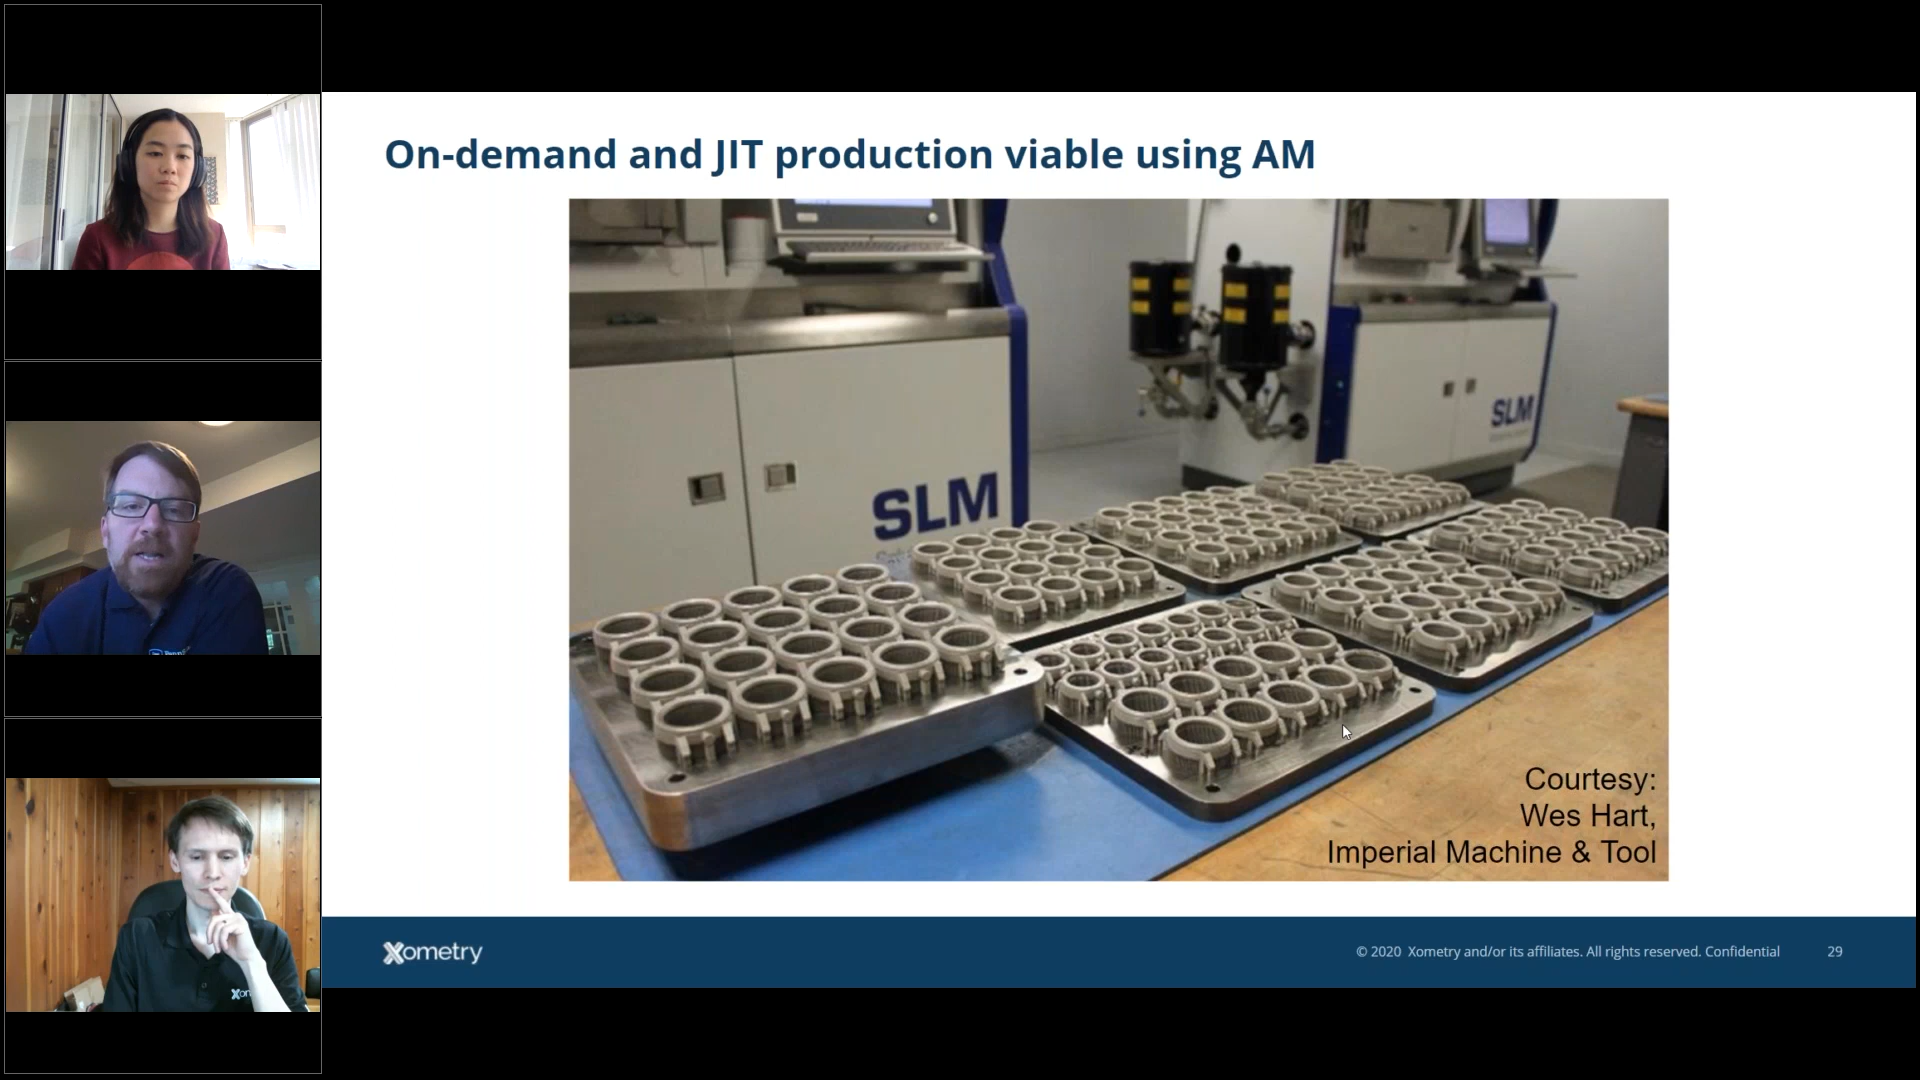 On-demand and JIT production viable using AM
SLM
SLM
Courtesy:
Wes Hart,
Imperial Machine & Tool
Xometry
© 2020 Xometry and/or its affiliates. All rights reserved. Confidential
29